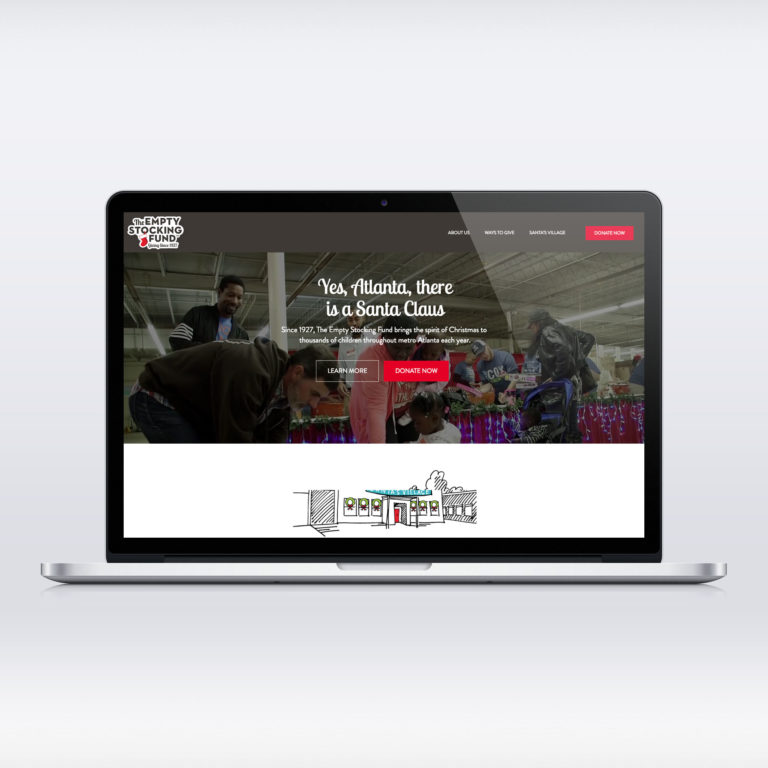 The EMPTY
STOCKING
FUND
Giving Since 1927
ABOUT US
WAYS TO GIVE
SANTA'S VILLAGE
DONATE NOW
Yes, Atlanta, there
is a Santa Claus
Since 1927, The Empty Stocking Fund brings the spirit of Christmas to
thousands of children throughout metro Atlanta each year.
LEARN MORE
DONATE NOW
COX
VILLAGE